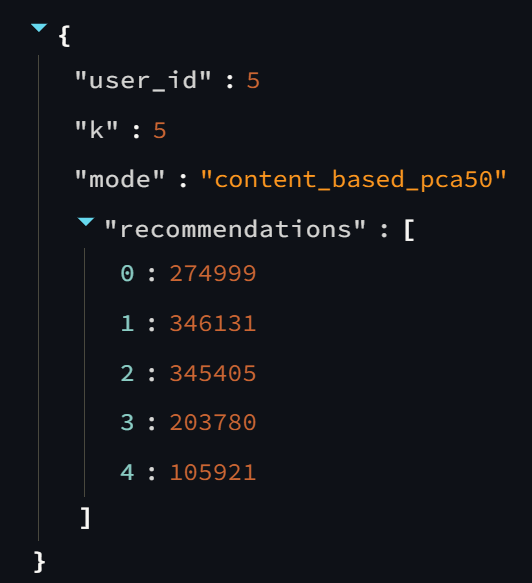 {
"user_id" : 5
"k" : 5
"mode" : "content_based_pca50"
"recommendations" : [
0 : 274999
1 : 346131
2 : 345405
3 : 203780
4 : 105921
]
}